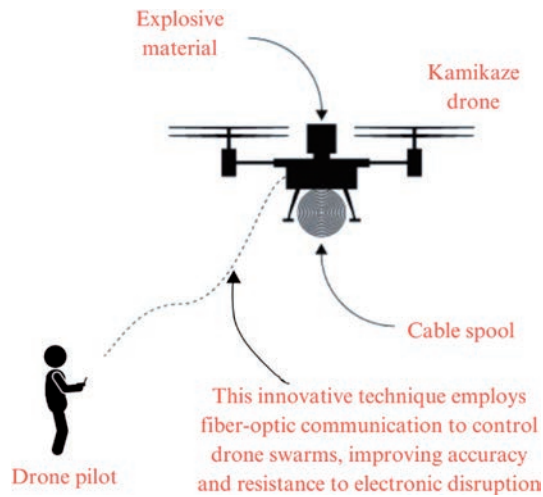 Explosive
material
Kamikaze
drone
Cable spool
This innovative technique employs
fiber-optic communication to control
drone swarms, improving accuracy
and resistance to electronic disruption
Drone pilot